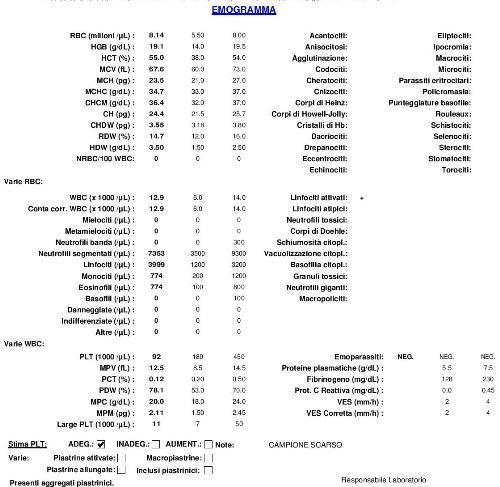 EMOGRAMMA
RBC (milioni /µL) : 8.14 5.50 8.00 Acantociti: Eliptociti:
HGB (g/dL) : 19.1 14.0 19.5 Anisocitosi: Ipocromia:
HCT (%) : 55.0 38.0 54.0 Agglutinazione: Macrociti:
MCV (fL) : 67.6 60.0 73.0 Codociti: Microciti:
MCH (pg) : 23.5 21.0 27.0 Cheratociti: Parassiti eritrocitari:
MCHC (g/dL) : 34.7 33.0 37.0 Cnizociti: Policromasia:
CHCM (g/dL) : 36.4 32.0 37.0 Corpi di Heinz: Punteggiature basofile:
CH (pg) : 24.4 21.5 25.7 Corpi di Howell-Jolly: Rouleaux:
CHDW (pg) : 3.55 3.18 3.80 Cristalli di Hb: Schistociti:
RDW (%) : 14.7 12.0 16.0 Dacriociti: Selenociti:
HDW (g/dL) : 3.50 1.50 2.50 Drepanociti: Sferociti:
NRBC/100 WBC: 0 0 0 Eccentrociti: Stomatociti:
Echinociti: Torociti:
Varie RBC:
WBC (x 1000 /µL) : 12.9 6.0 14.0 Linfociti attivati: +
Conta corr. WBC (x 1000 /µL) : 12.9 6.0 14.0 Linfociti atipici:
Mielociti (/µL) : 0 0 0 Neutrofili tossici:
Metamielociti (/µL) : 0 0 0 Corpi di Doehle:
Neutrofili banda (/µL) : 0 0 300 Schiumosità citopl.:
Neutrofili segmentati (/µL) : 7353 3500 9300 Vacuolizzazione citopl.:
Linfociti (/µL) : 3999 1200 3200 Basofilia citopl.:
Monociti (/µL) : 774 200 1200 Granuli tossici:
Eosinofili (/µL) : 774 100 800 Neutrofili giganti:
Basofili (/µL) : 0 0 100 Macropoliciti:
Danneggiate (/µL) : 0 0 0
Indifferenziate (/µL) : 0 0 0
Altre (/µL) : 0 0 0
Varie WBC:
PLT (1000 /µL) : 92 180 450 Emoparassiti: NEG. NEG. NEG.
MPV (fL) : 12.5 8.5 14.5 Proteine plasmatiche (g/dL) : 5.5 7.5
PCT (%) : 0.12 0.20 0.50 Fibrinogeno (mg/dL) : 128 230
PDW (%) : 78.1 53.0 70.0 Prot. C Reattiva (mg/dL) : 0.0 0.45
MPC (g/dL) : 20.0 18.0 24.0 VES (mm/h) : 2 4
MPM (pg) : 2.11 1.50 2.45 VES Corretta (mm/h) : 2 4
Large PLT (1000 /µL) : 11 7 50
Stima PLT: ADEG.: ✔ INADEG.: AUMENT.: Note: CAMPIONE SCARSO
Varie: Piastrine attivate: Macropiastrine:
Piastrine allungate: Inclusi piastrinici:
Presenti aggregati piastrinici. Responsabile Laboratorio